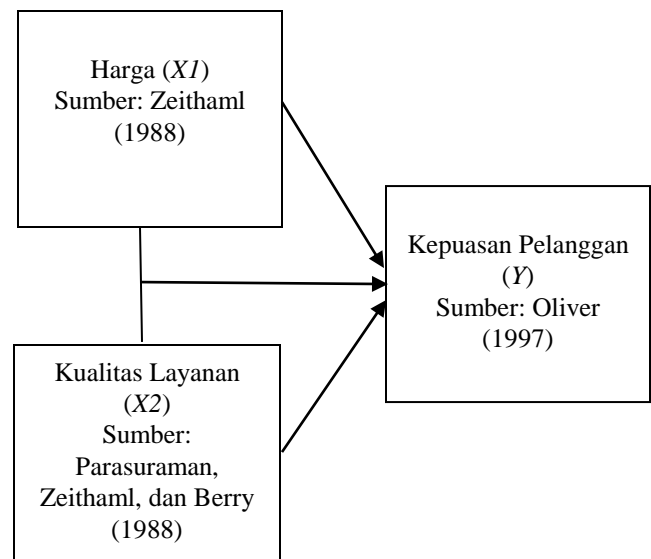 Harga (X1)
Sumber: Zeithaml
(1988)
Kepuasan Pelanggan
(Y)
Sumber: Oliver
(1997)
Kualitas Layanan
(X2)
Sumber:
Parasuraman,
Zeithaml, dan Berry
(1988)